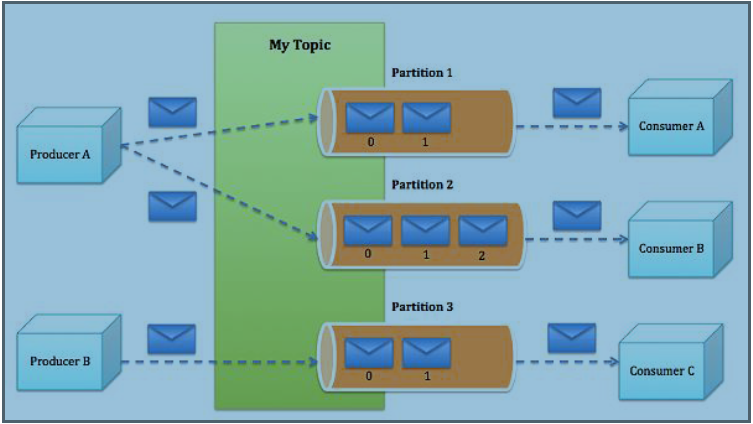 My Topic
Partition 1
Producer A
0 1
Consumer A
Partition 2
0 1 2
Consumer B
Partition 3
Producer B
0 1
Consumer C